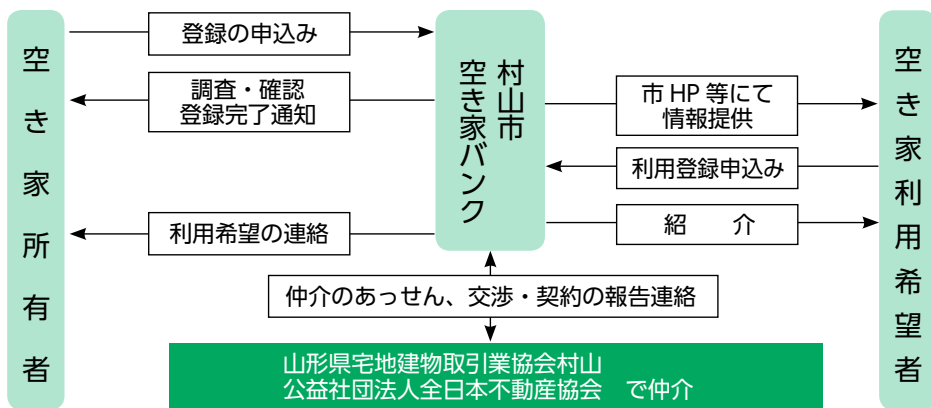 空き家所有者
登録の申込み
調査・確認
登録完了通知
利用希望の連絡
村山市
空き家バンク
市HP等にて
情報提供
利用登録申込み
紹　　介
空き家利用希望者
仲介のあっせん、交渉・契約の報告連絡
山形県宅地建物取引業協会村山
公益社団法人全日本不動産協会　で仲介